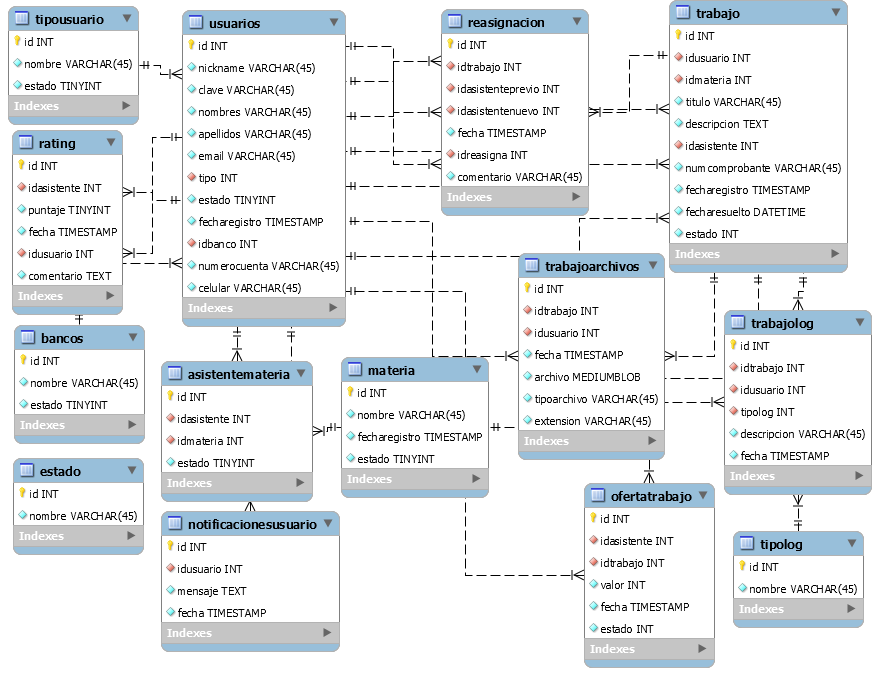 tipousuario
id INT
nombre VARCHAR(45)
estado TINYINT
Indexes
usuarios
id INT
nickname VARCHAR(45)
clave VARCHAR(45)
nombres VARCHAR(45)
apellidos VARCHAR(45)
email VARCHAR(45)
tipo INT
estado TINYINT
fecharegistro TIMESTAMP
idbanco INT
numerocuenta VARCHAR(45)
celular VARCHAR(45)
Indexes
reasignacion
id INT
idtrabajo INT
idasistenteprevio INT
idasistentenuevo INT
fecha TIMESTAMP
idreasigna INT
comentario VARCHAR(45)
Indexes
trabajo
id INT
idusuario INT
idmateria INT
titulo VARCHAR(45)
descripcion TEXT
idasistente INT
numcomprobante VARCHAR(45)
fecharegistro TIMESTAMP
fecharesuelto DATETIME
estado INT
Indexes
rating
id INT
idasistente INT
puntaje TINYINT
fecha TIMESTAMP
idusuario INT
comentario TEXT
Indexes
trabajoarchivos
id INT
idtrabajo INT
idusuario INT
fecha TIMESTAMP
archivo MEDIUMBLOB
tipoarchivo VARCHAR(45)
extension VARCHAR(45)
Indexes
trabajolog
id INT
idtrabajo INT
idusuario INT
tipolog INT
descripcion VARCHAR(45)
fecha TIMESTAMP
Indexes
bancos
id INT
nombre VARCHAR(45)
estado TINYINT
Indexes
asistentemateria
id INT
idasistente INT
idmateria INT
estado TINYINT
Indexes
materia
id INT
nombre VARCHAR(45)
fecharegistro TIMESTAMP
estado TINYINT
Indexes
estado
id INT
nombre VARCHAR(45)
Indexes
notificacionesusuario
id INT
idusuario INT
mensaje TEXT
fecha TIMESTAMP
Indexes
ofertatrabajo
id INT
idasistente INT
idtrabajo INT
valor INT
fecha TIMESTAMP
estado INT
Indexes
tipolog
id INT
nombre VARCHAR(45)
Indexes